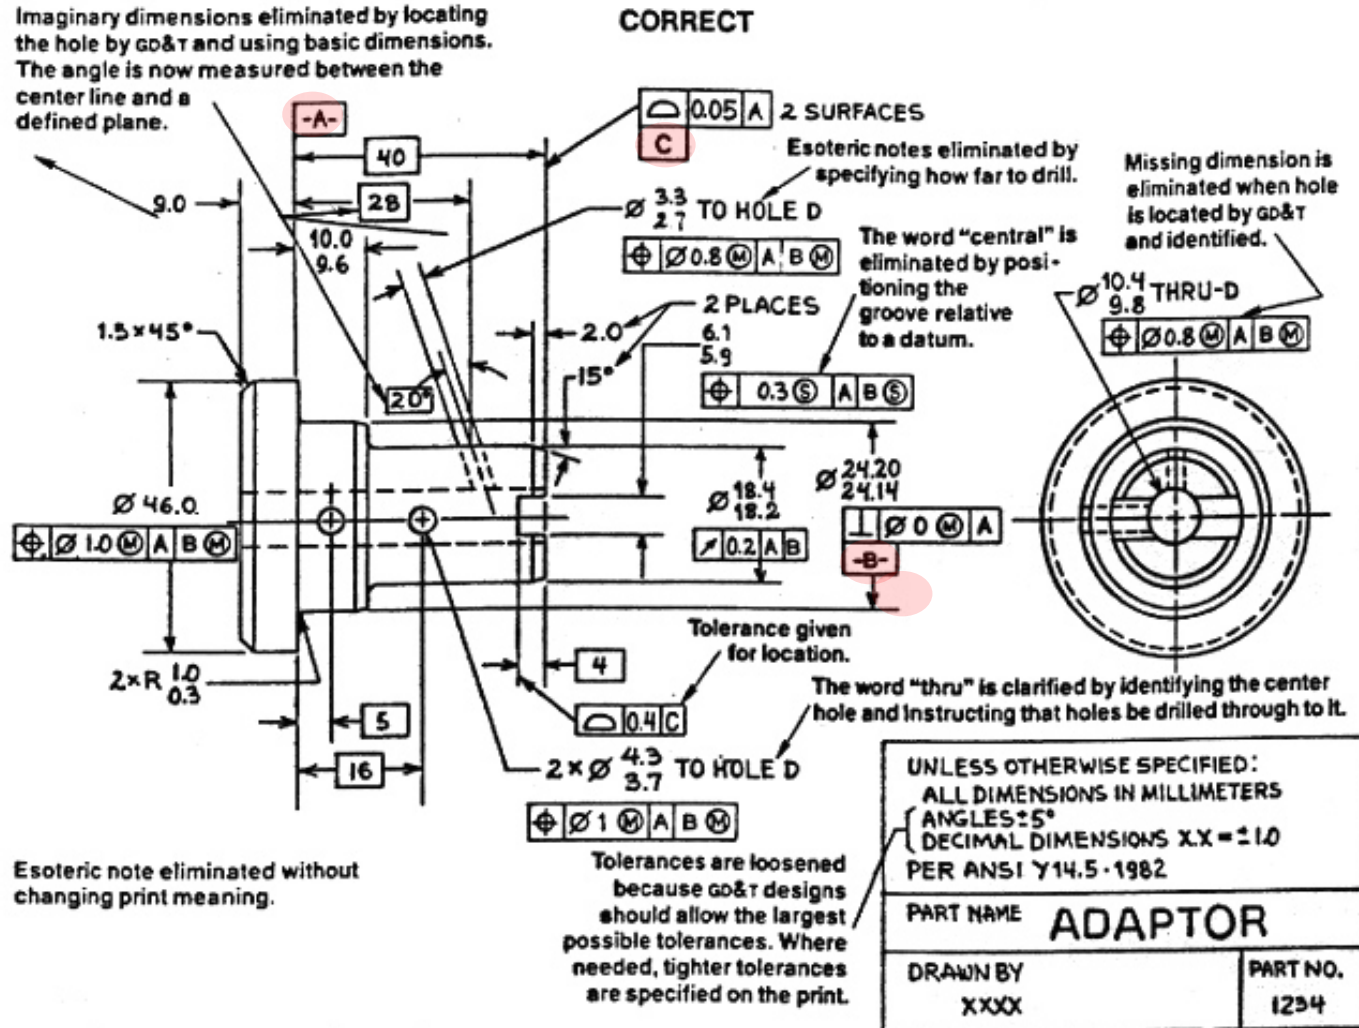 Imaginary dimensions eliminated by locating
the hole by GD&T and using basic dimensions.
The angle is now measured between the
center line and a
defined plane.
CORRECT
-A-
⌓ 0.05 A 2 SURFACES
C
40
Esoteric notes eliminated by
specifying how far to drill.
Missing dimension is
eliminated when hole
is located by GD&T
and identified.
9.0
28
Ø 3.3 TO HOLE D
2.7
⌖ Ø0.8 Ⓜ A B Ⓜ
10.0
9.6
The word "central" is
eliminated by posi-
tioning the
groove relative
to a datum.
Ø 10.4 THRU-D
9.8
⌖ Ø0.8 Ⓜ A B Ⓜ
1.5 x 45°
2 PLACES
2.0
6.1
5.9
15°
20°
⌖ 0.3 Ⓢ A B Ⓢ
Ø 46.0
⌖ Ø 1.0 Ⓜ A B Ⓜ
Ø 18.4
18.2
↗ 0.2 A B
Ø 24.20
24.14
⊥ Ø 0 Ⓜ A
-B-
Tolerance given
for location.
4
2×R 1.0
0.3
The word "thru" is clarified by identifying the center
hole and instructing that holes be drilled through to it.
5
⌓ 0.4 C
16
2 × Ø 4.3 TO HOLE D
3.7
⌖ Ø 1 Ⓜ A B Ⓜ
UNLESS OTHERWISE SPECIFIED:
ALL DIMENSIONS IN MILLIMETERS
ANGLES ±5°
DECIMAL DIMENSIONS X.X = ±1.0
PER ANSI Y14.5-1982
Esoteric note eliminated without
changing print meaning.
Tolerances are loosened
because GD&T designs
should allow the largest
possible tolerances. Where
needed, tighter tolerances
are specified on the print.
PART NAME ADAPTOR
DRAWN BY
XXXX
PART NO.
1234